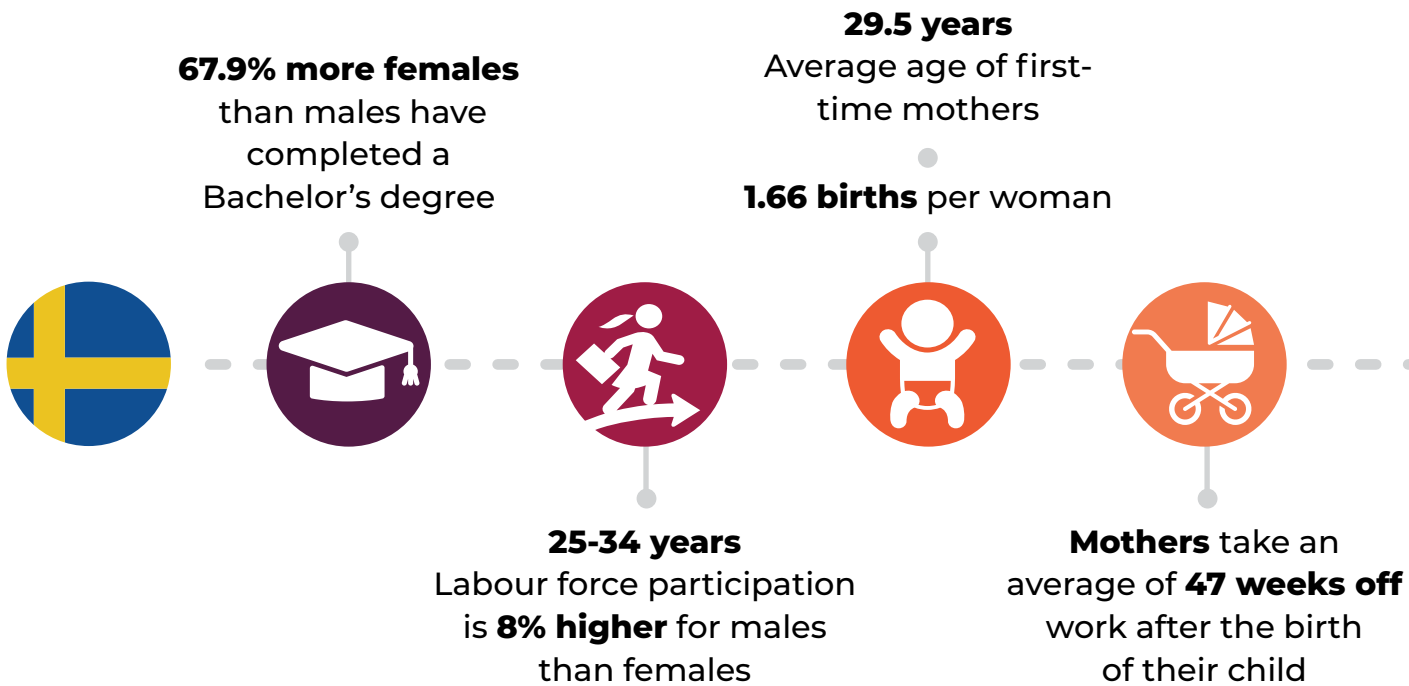 67.9% more females
than males have
completed a
Bachelor’s degree
25-34 years
Labour force participation
is 8% higher for males
than females
29.5 years
Average age of first-
time mothers
1.66 births per woman
Mothers take an
average of 47 weeks off
work after the birth
of their child